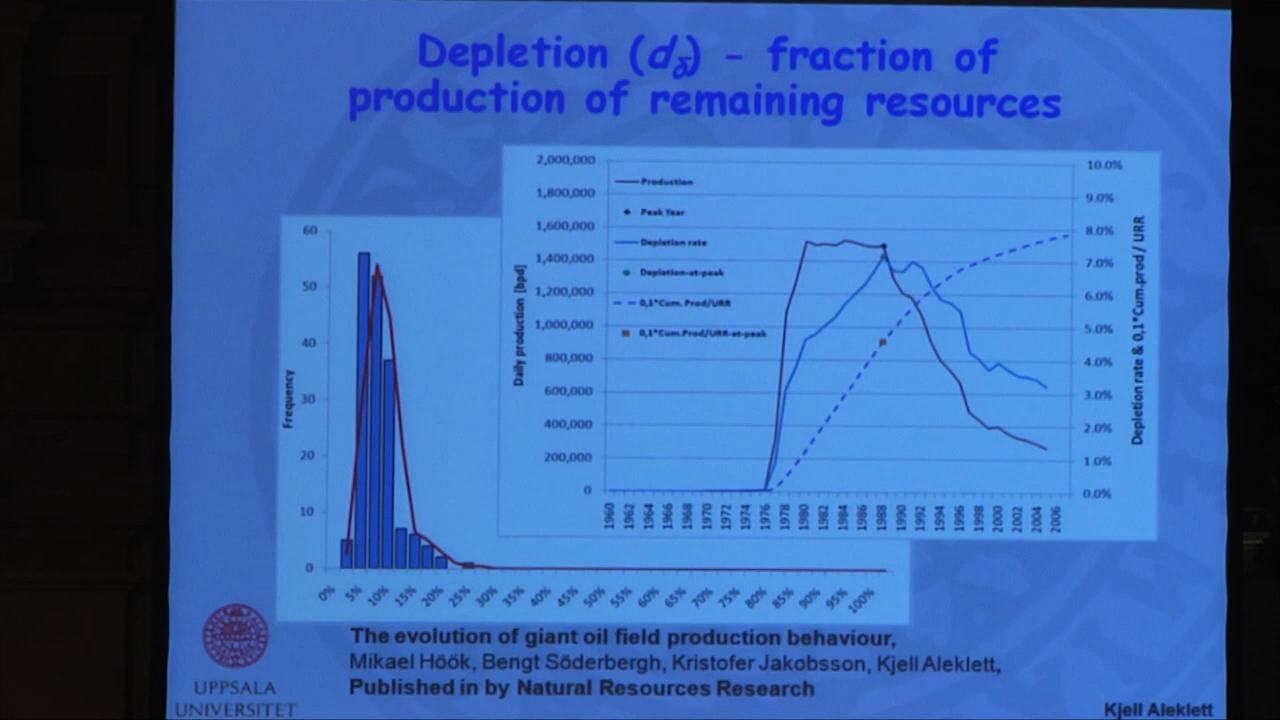 Depletion (dδ) - fraction of
production of remaining resources
2,000,000
1,800,000
1,600,000
1,400,000
1,200,000
1,000,000
800,000
600,000
400,000
200,000
0
Daily production [bpd]
Production
Peak Year
Depletion rate
Depletion-at-peak
0,1*Cum. Prod/URR
0,1*Cum.Prod/URR-at-peak
10.0%
9.0%
8.0%
7.0%
6.0%
5.0%
4.0%
3.0%
2.0%
1.0%
0.0%
Depletion rate & 0,1*Cum.prod / URR
1960 1962 1964 1966 1968 1970 1972 1974 1976 1978 1980 1982 1984 1986 1988 1990 1992 1994 1996 1998 2000 2002 2004 2006
60
50
40
30
20
10
0
Frequency
0% 5% 10% 15% 20% 25% 30% 35% 40% 45% 50% 55% 60% 65% 70% 75% 80% 85% 90% 95% 100%
The evolution of giant oil field production behaviour,
Mikael Höök, Bengt Söderbergh, Kristofer Jakobsson, Kjell Aleklett,
Published in by Natural Resources Research
UPPSALA
UNIVERSITET
Kjell Aleklett